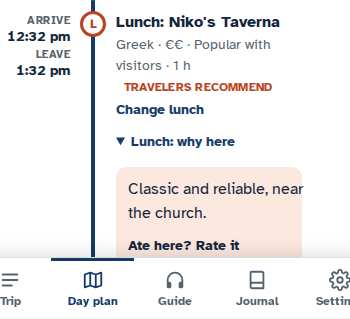 ARRIVE
12:32 pm
LEAVE
1:32 pm
L
Lunch: Niko's Taverna
Greek · €€ · Popular with
visitors · 1 h
TRAVELERS RECOMMEND
Change lunch
▼ Lunch: why here
Classic and reliable, near
the church.
Ate here? Rate it
Trip
Day plan
Guide
Journal
Settin